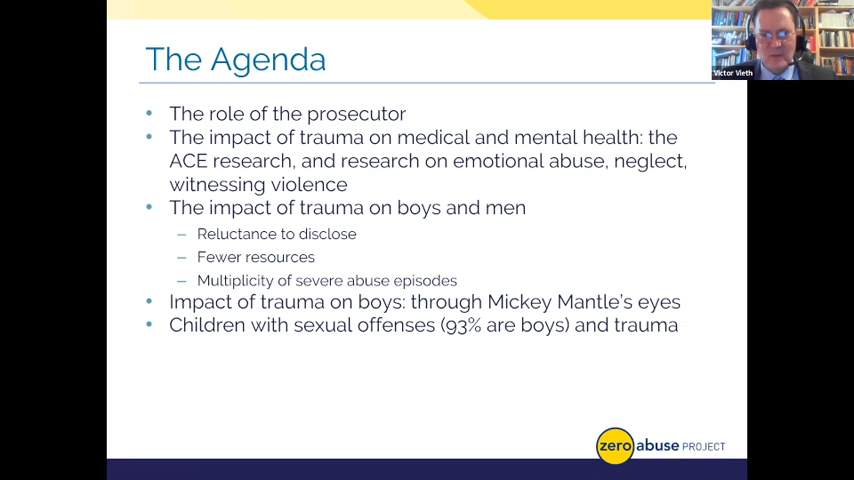 The Agenda
Victor Vieth
• The role of the prosecutor
• The impact of trauma on medical and mental health: the
ACE research, and research on emotional abuse, neglect,
witnessing violence
• The impact of trauma on boys and men
– Reluctance to disclose
– Fewer resources
– Multiplicity of severe abuse episodes
• Impact of trauma on boys: through Mickey Mantle's eyes
• Children with sexual offenses (93% are boys) and trauma
zero abuse PROJECT